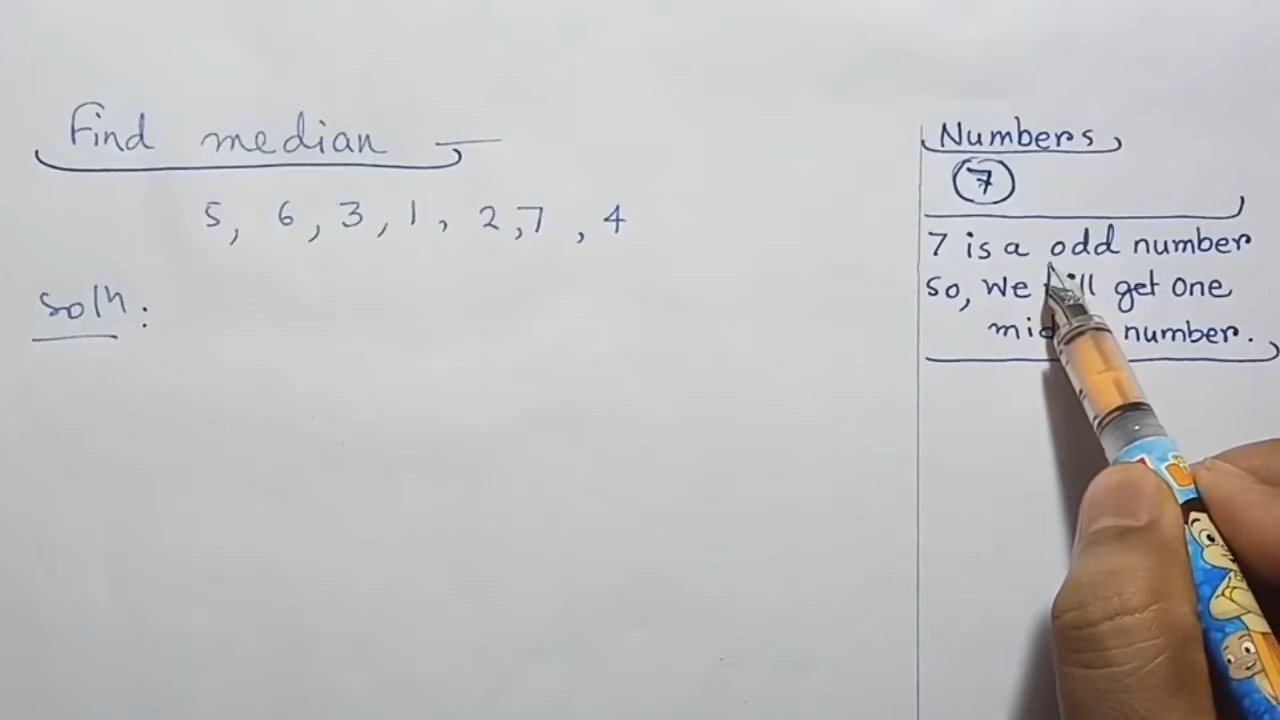 Find median —
5, 6, 3, 1, 2, 7, 4
Soln:
Numbers
7
7 is a odd number
So, We will get one
number.